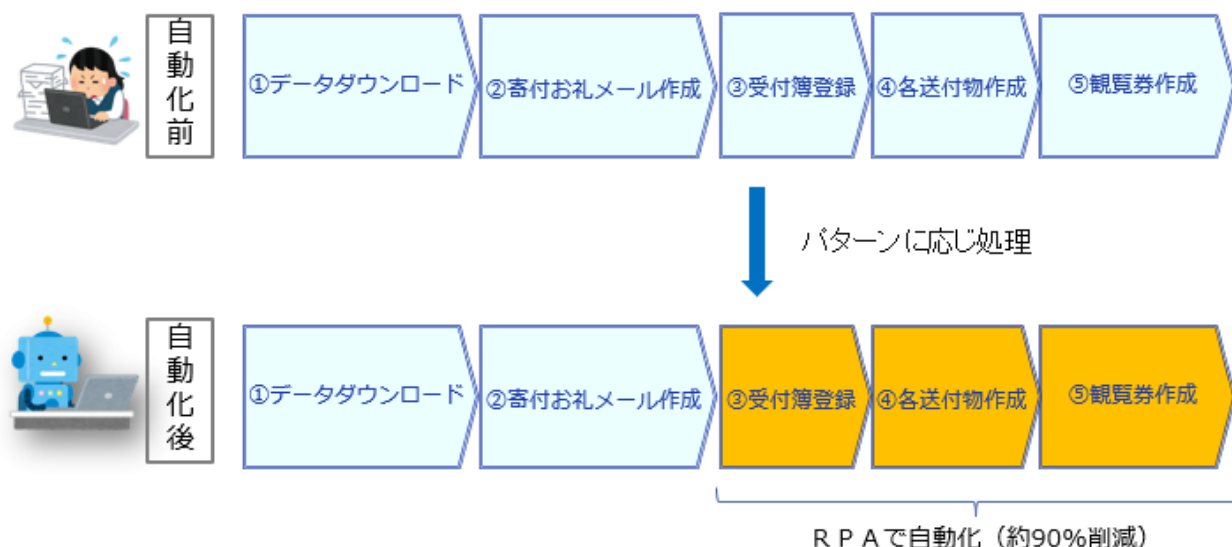 自動化前
①データダウンロード
②寄付お礼メール作成
③受付簿登録
④各送付物作成
⑤観覧券作成
パターンに応じ処理
自動化後
①データダウンロード
②寄付お礼メール作成
③受付簿登録
④各送付物作成
⑤観覧券作成
ＲＰＡで自動化（約90%削減）